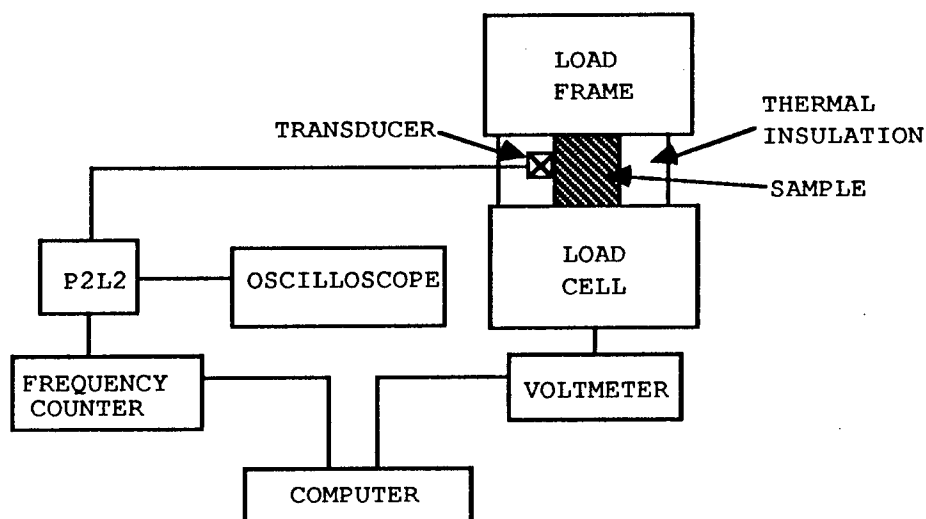 LOAD
FRAME
THERMAL
INSULATION
TRANSDUCER
SAMPLE
LOAD
CELL
P2L2
OSCILLOSCOPE
FREQUENCY
COUNTER
VOLTMETER
COMPUTER